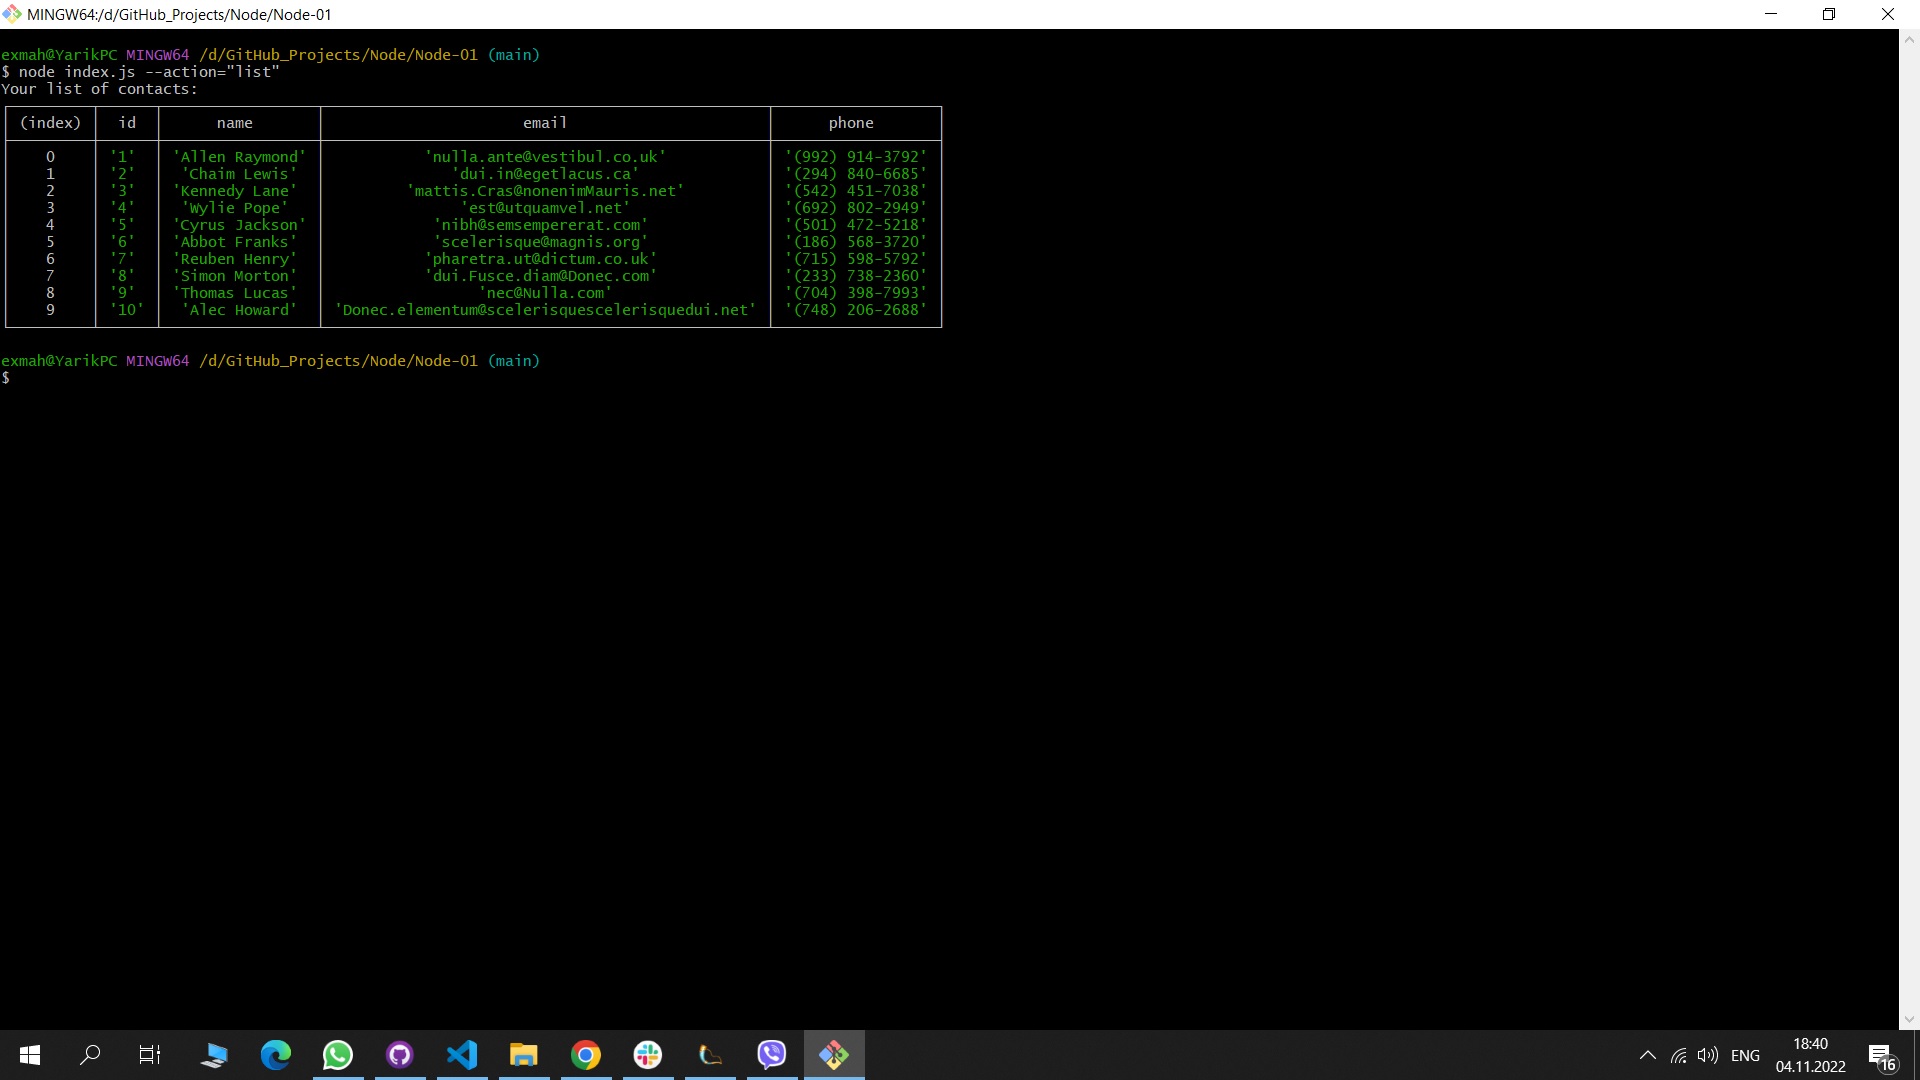 MINGW64:/d/GitHub_Projects/Node/Node-01
exmah@YarikPC MINGW64 /d/GitHub_Projects/Node/Node-01 (main)
$ node index.js --action="list"
Your list of contacts:
(index) id name email phone
0 '1' 'Allen Raymond' 'nulla.ante@vestibul.co.uk' '(992) 914-3792'
1 '2' 'Chaim Lewis' 'dui.in@egetlacus.ca' '(294) 840-6685'
2 '3' 'Kennedy Lane' 'mattis.Cras@nonenimMauris.net' '(542) 451-7038'
3 '4' 'Wylie Pope' 'est@utquamvel.net' '(692) 802-2949'
4 '5' 'Cyrus Jackson' 'nibh@semsempererat.com' '(501) 472-5218'
5 '6' 'Abbot Franks' 'scelerisque@magnis.org' '(186) 568-3720'
6 '7' 'Reuben Henry' 'pharetra.ut@dictum.co.uk' '(715) 598-5792'
7 '8' 'Simon Morton' 'dui.Fusce.diam@Donec.com' '(233) 738-2360'
8 '9' 'Thomas Lucas' 'nec@Nulla.com' '(704) 398-7993'
9 '10' 'Alec Howard' 'Donec.elementum@scelerisquescelerisquedui.net' '(748) 206-2688'
exmah@YarikPC MINGW64 /d/GitHub_Projects/Node/Node-01 (main)
$
ENG
18:40
04.11.2022
16